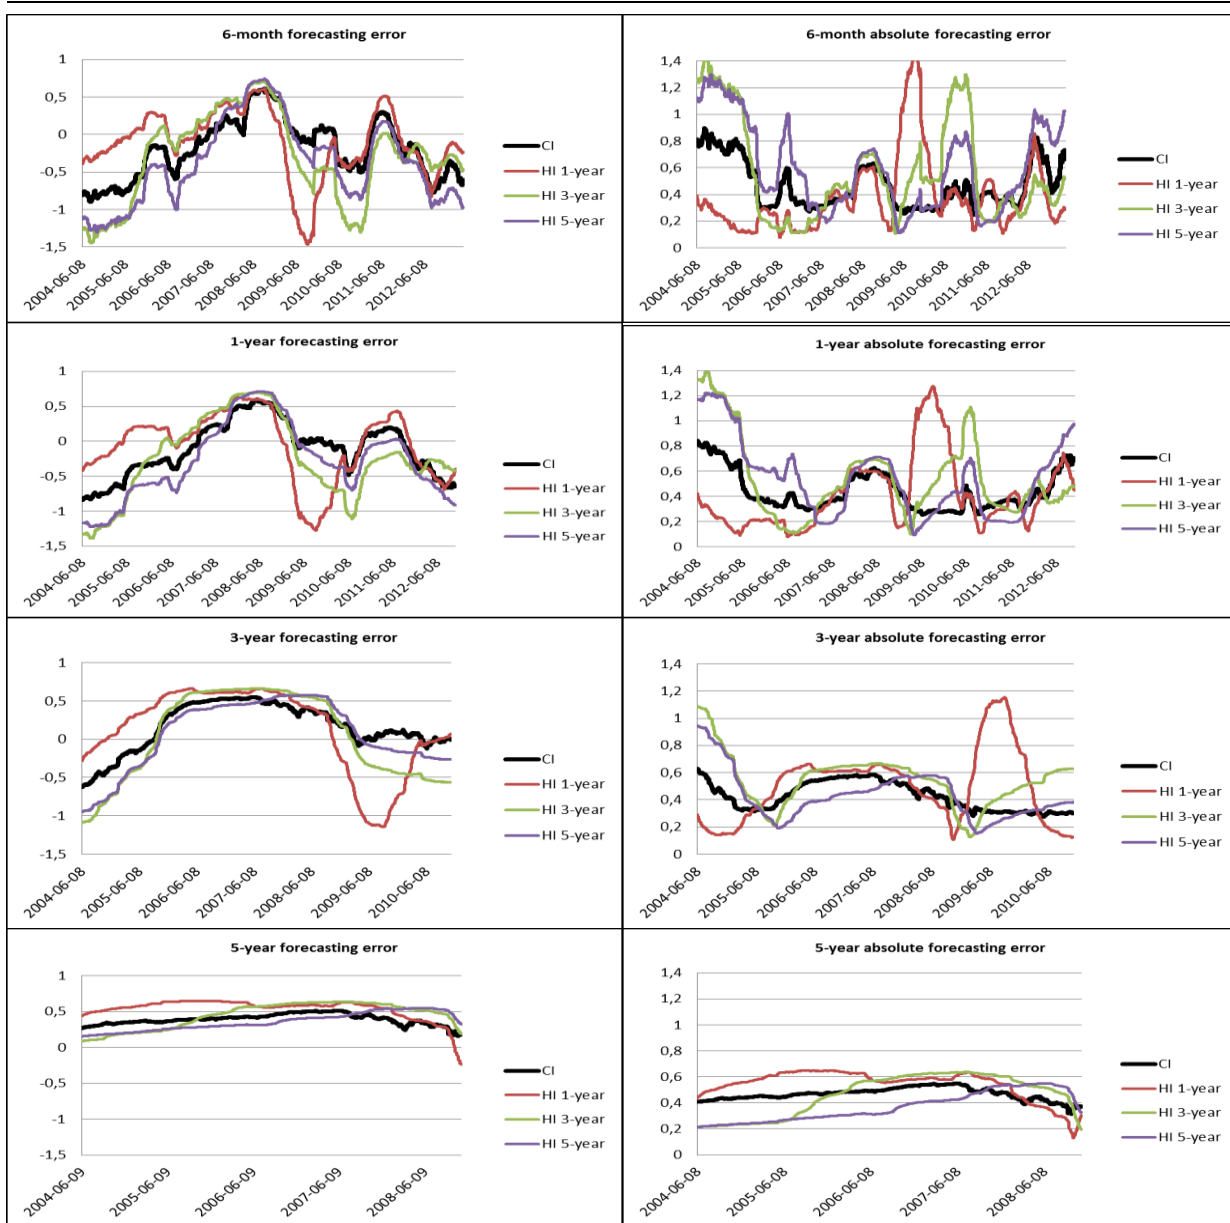 6-month forecasting error
1
0,5
0
-0,5
-1
-1,5
2004-06-08
2005-06-08
2006-06-08
2007-06-08
2008-06-08
2009-06-08
2010-06-08
2011-06-08
2012-06-08
CI
HI 1-year
HI 3-year
HI 5-year
6-month absolute forecasting error
1,4
1,2
1
0,8
0,6
0,4
0,2
0
2004-06-08
2005-06-08
2006-06-08
2007-06-08
2008-06-08
2009-06-08
2010-06-08
2011-06-08
2012-06-08
CI
HI 1-year
HI 3-year
HI 5-year
1-year forecasting error
1
0,5
0
-0,5
-1
-1,5
2004-06-08
2005-06-08
2006-06-08
2007-06-08
2008-06-08
2009-06-08
2010-06-08
2011-06-08
2012-06-08
CI
HI 1-year
HI 3-year
HI 5-year
1-year absolute forecasting error
1,4
1,2
1
0,8
0,6
0,4
0,2
0
2004-06-08
2005-06-08
2006-06-08
2007-06-08
2008-06-08
2009-06-08
2010-06-08
2011-06-08
2012-06-08
CI
HI 1-year
HI 3-year
HI 5-year
3-year forecasting error
1
0,5
0
-0,5
-1
-1,5
2004-06-08
2005-06-08
2006-06-08
2007-06-08
2008-06-08
2009-06-08
2010-06-08
CI
HI 1-year
HI 3-year
HI 5-year
3-year absolute forecasting error
1,4
1,2
1
0,8
0,6
0,4
0,2
0
2004-06-08
2005-06-08
2006-06-08
2007-06-08
2008-06-08
2009-06-08
2010-06-08
CI
HI 1-year
HI 3-year
HI 5-year
5-year forecasting error
1
0,5
0
-0,5
-1
-1,5
2004-06-09
2005-06-09
2006-06-09
2007-06-09
2008-06-09
CI
HI 1-year
HI 3-year
HI 5-year
5-year absolute forecasting error
1,4
1,2
1
0,8
0,6
0,4
0,2
0
2004-06-08
2005-06-08
2006-06-08
2007-06-08
2008-06-08
CI
HI 1-year
HI 3-year
HI 5-year